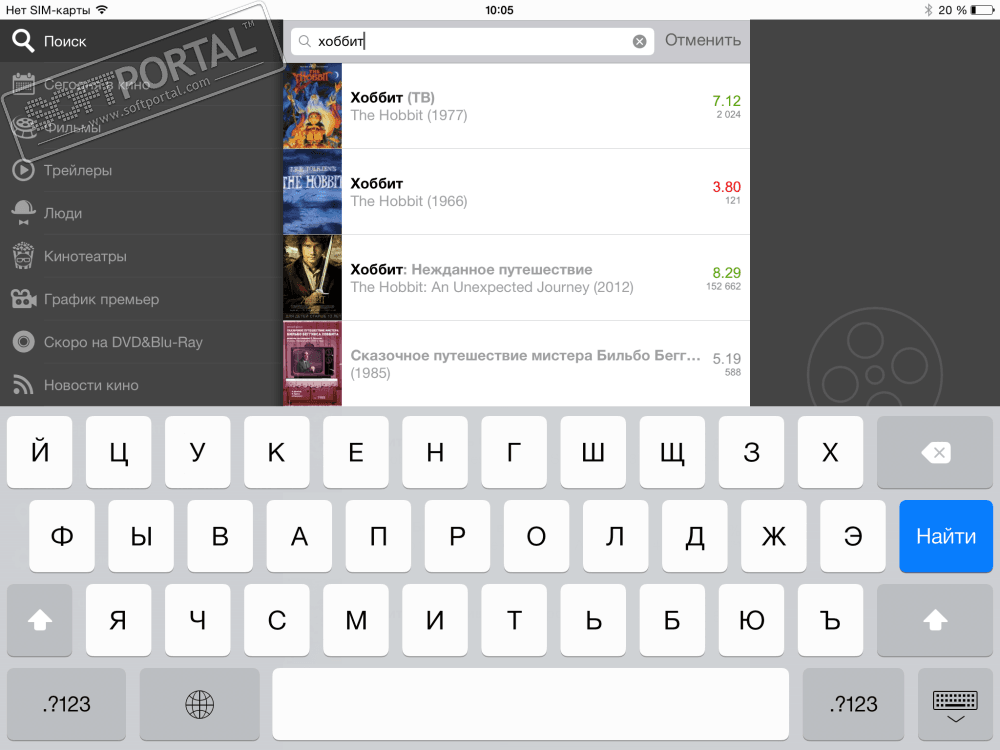 Нет SIM-карты
10:05
20 %
Поиск
Сегодня в кино
Фильмы
Трейлеры
Люди
Кинотеатры
График премьер
Скоро на DVD&Blu-Ray
Новости кино
SOFTPORTAL™
www.softportal.com
хоббит
Отменить
THE Hobbit
Хоббит (ТВ)
The Hobbit (1977)
7.12
2 024
THE HOBBIT
Хоббит
The Hobbit (1966)
3.80
121
ХОББИТ
Хоббит: Нежданное путешествие
The Hobbit: An Unexpected Journey (2012)
8.29
152 662
Сказочное путешествие мистера Бильбо Бегг...
(1985)
5.19
588
Й Ц У К Е Н Г Ш Щ З Х
Ф Ы В А П Р О Л Д Ж Э Найти
Я Ч С М И Т Ь Б Ю Ъ
.?123 .?123